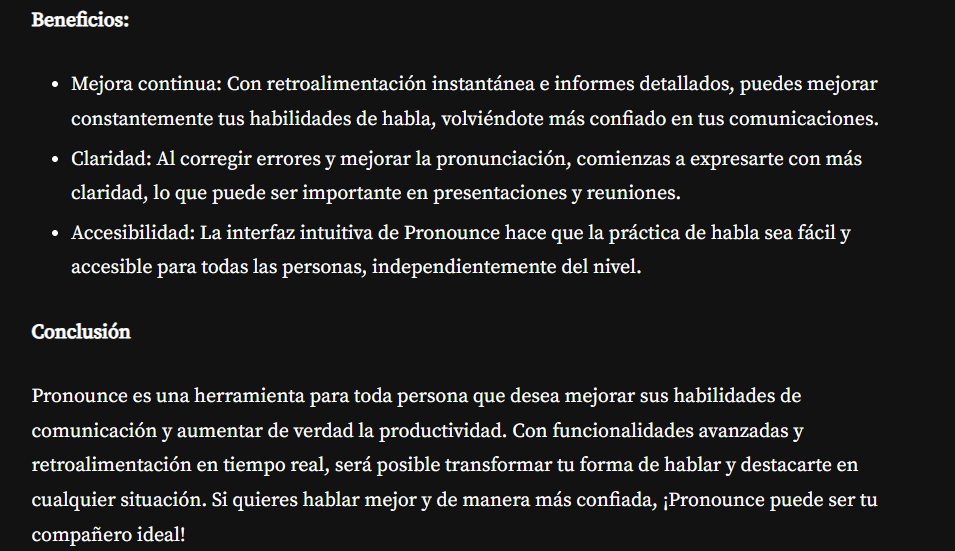 Beneficios:
• Mejora continua: Con retroalimentación instantánea e informes detallados, puedes mejorar
constantemente tus habilidades de habla, volviéndote más confiado en tus comunicaciones.
• Claridad: Al corregir errores y mejorar la pronunciación, comienzas a expresarte con más
claridad, lo que puede ser importante en presentaciones y reuniones.
• Accesibilidad: La interfaz intuitiva de Pronounce hace que la práctica de habla sea fácil y
accesible para todas las personas, independientemente del nivel.
Conclusión
Pronounce es una herramienta para toda persona que desea mejorar sus habilidades de
comunicación y aumentar de verdad la productividad. Con funcionalidades avanzadas y
retroalimentación en tiempo real, será posible transformar tu forma de hablar y destacarte en
cualquier situación. Si quieres hablar mejor y de manera más confiada, ¡Pronounce puede ser tu
compañero ideal!